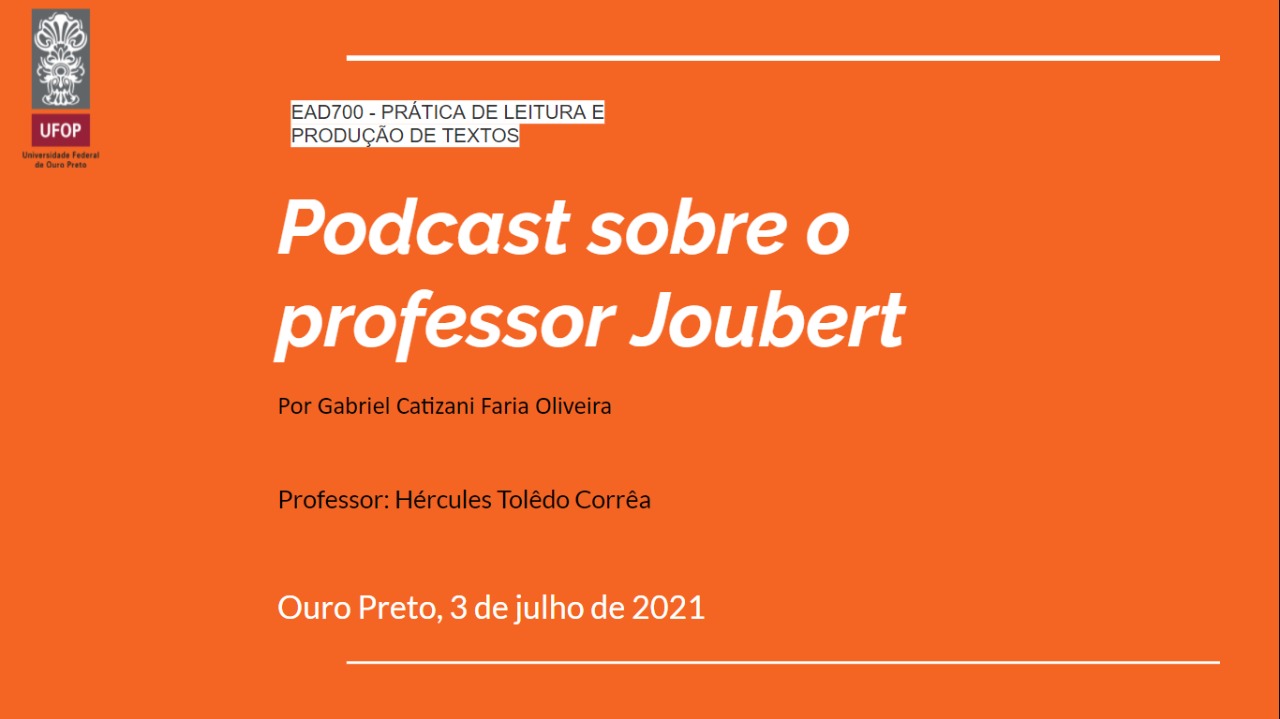 UFOP
Universidade Federal
de Ouro Preto
EAD700 - PRÁTICA DE LEITURA E
PRODUÇÃO DE TEXTOS
Podcast sobre o
professor Joubert
Por Gabriel Catizani Faria Oliveira
Professor: Hércules Tolêdo Corrêa
Ouro Preto, 3 de julho de 2021